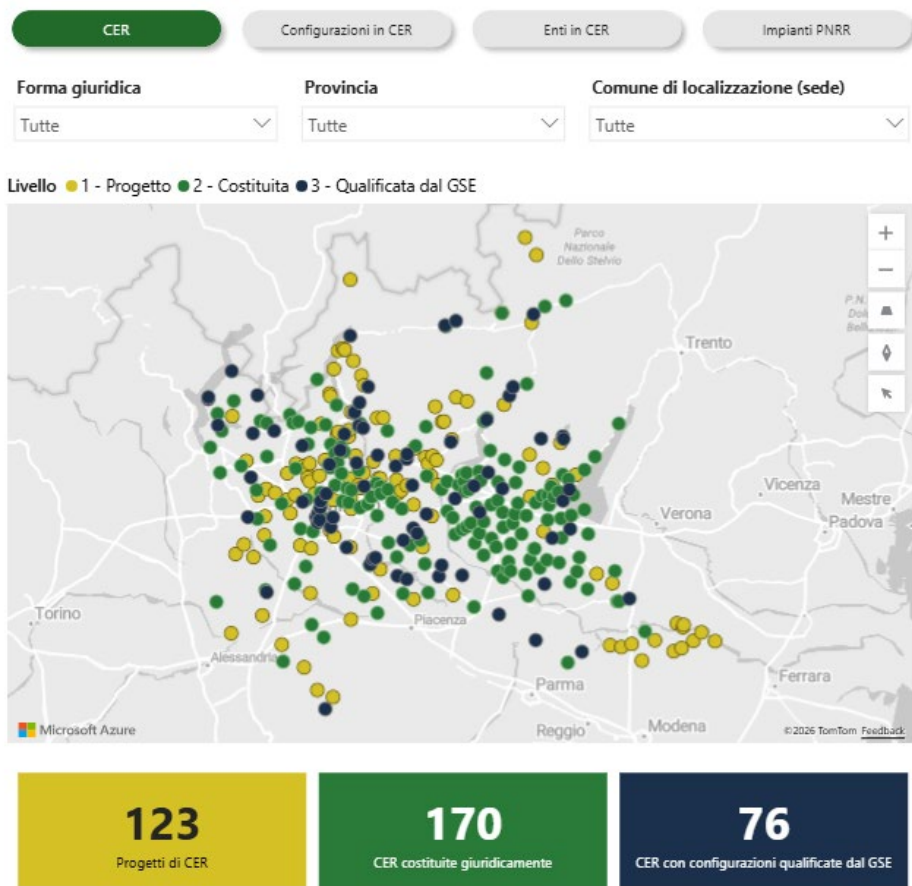 CER
Configurazioni in CER
Enti in CER
Impianti PNRR
Forma giuridica
Provincia
Comune di localizzazione (sede)
Tutte
Tutte
Tutte
Livello 1 - Progetto 2 - Costituita 3 - Qualificata dal GSE
Parco
Nazionale
Dello Stelvio
Trento
Vicenza
Mestre
Verona
Padova
Torino
Piacenza
Alessandria
Ferrara
Parma
Reggio
Modena
Microsoft Azure
©2026 TomTom Feedback
123
Progetti di CER
170
CER costituite giuridicamente
76
CER con configurazioni qualificate dal GSE